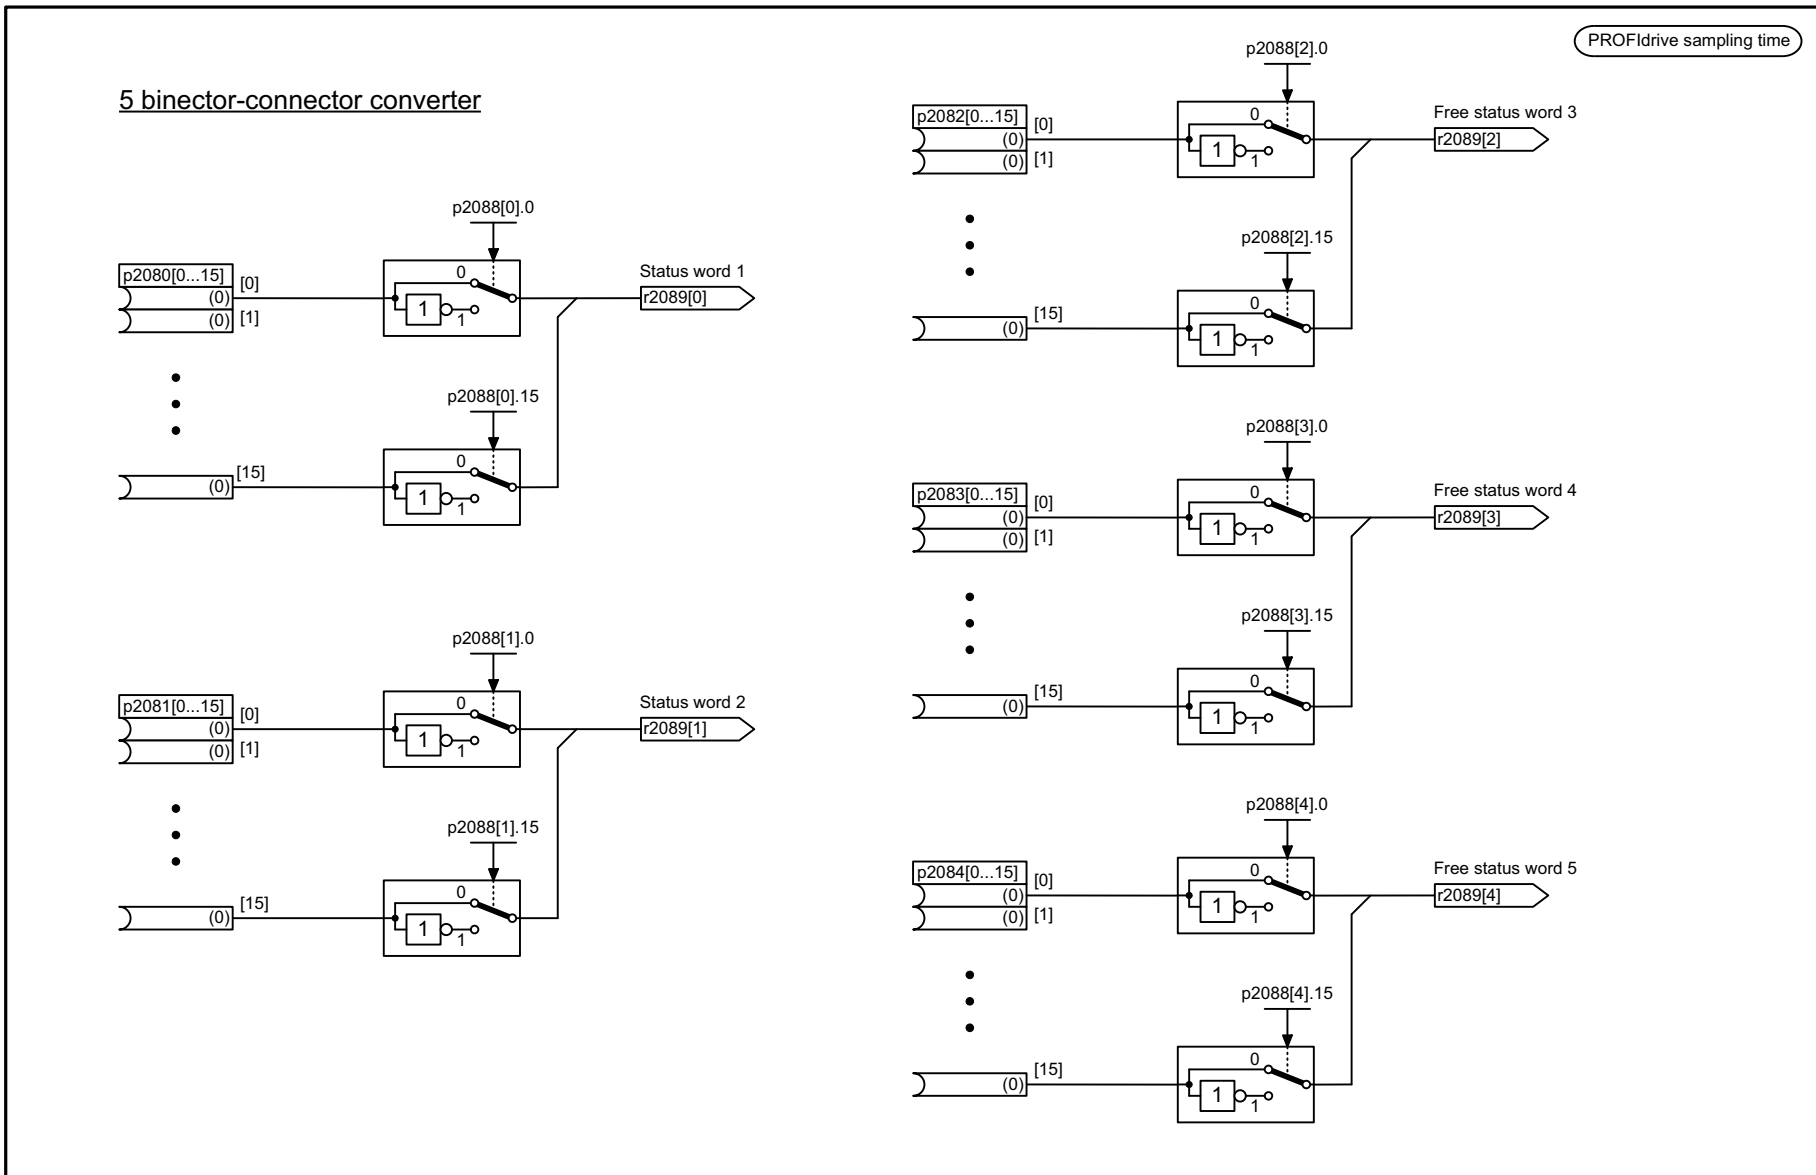 PROFIdrive sampling time
5 binector-connector converter
p2088[0].0
p2080[0...15]
[0]
(0)
(0)
[1]
0
1
1
Status word 1
r2089[0]
p2088[0].15
[15]
(0)
0
1
1
p2088[1].0
p2081[0...15]
[0]
(0)
(0)
[1]
0
1
1
Status word 2
r2089[1]
p2088[1].15
[15]
(0)
0
1
1
p2088[2].0
p2082[0...15]
[0]
(0)
(0)
[1]
0
1
1
Free status word 3
r2089[2]
p2088[2].15
[15]
(0)
0
1
1
p2088[3].0
p2083[0...15]
[0]
(0)
(0)
[1]
0
1
1
Free status word 4
r2089[3]
p2088[3].15
[15]
(0)
0
1
1
p2088[4].0
p2084[0...15]
[0]
(0)
(0)
[1]
0
1
1
Free status word 5
r2089[4]
p2088[4].15
[15]
(0)
0
1
1